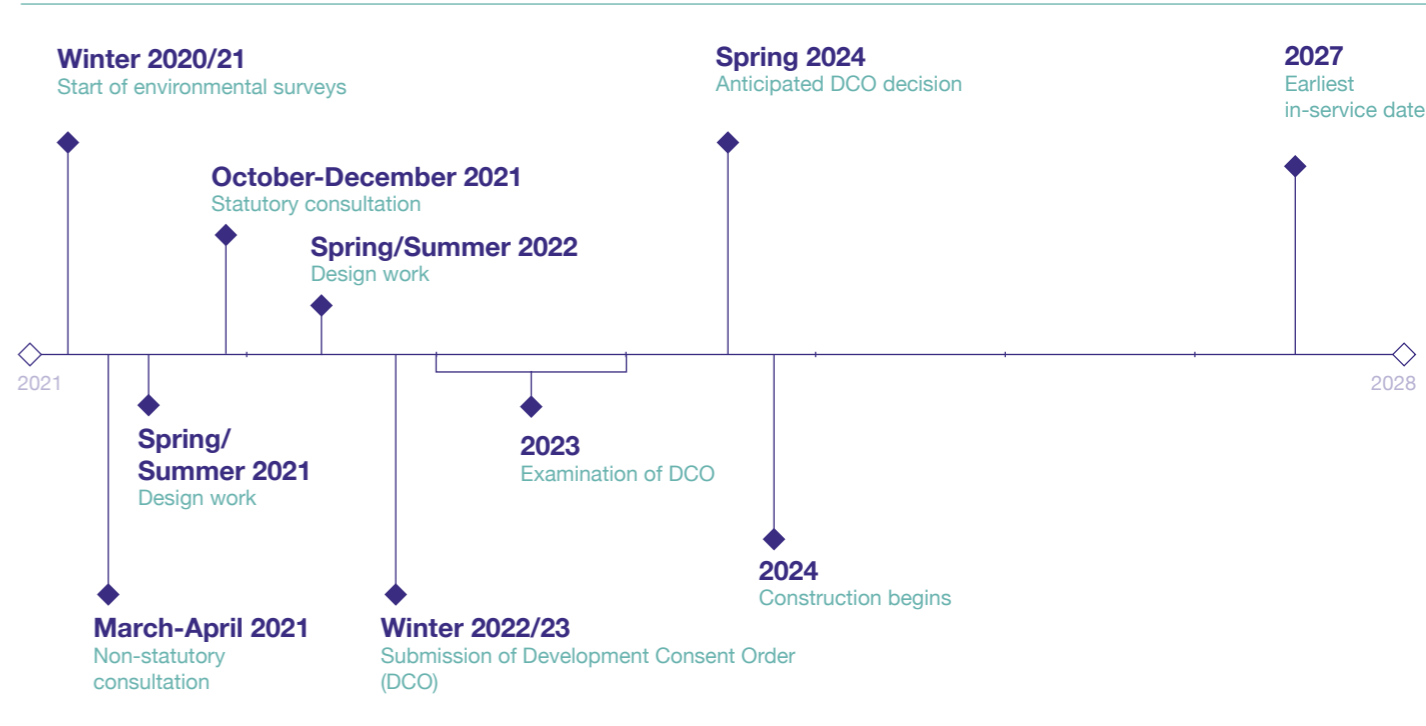 Winter 2020/21
Start of environmental surveys
Spring 2024
Anticipated DCO decision
2027
Earliest
in-service date
October-December 2021
Statutory consultation
Spring/Summer 2022
Design work
2021
2028
Spring/
Summer 2021
Design work
2023
Examination of DCO
2024
Construction begins
March-April 2021
Non-statutory
consultation
Winter 2022/23
Submission of Development Consent Order
(DCO)